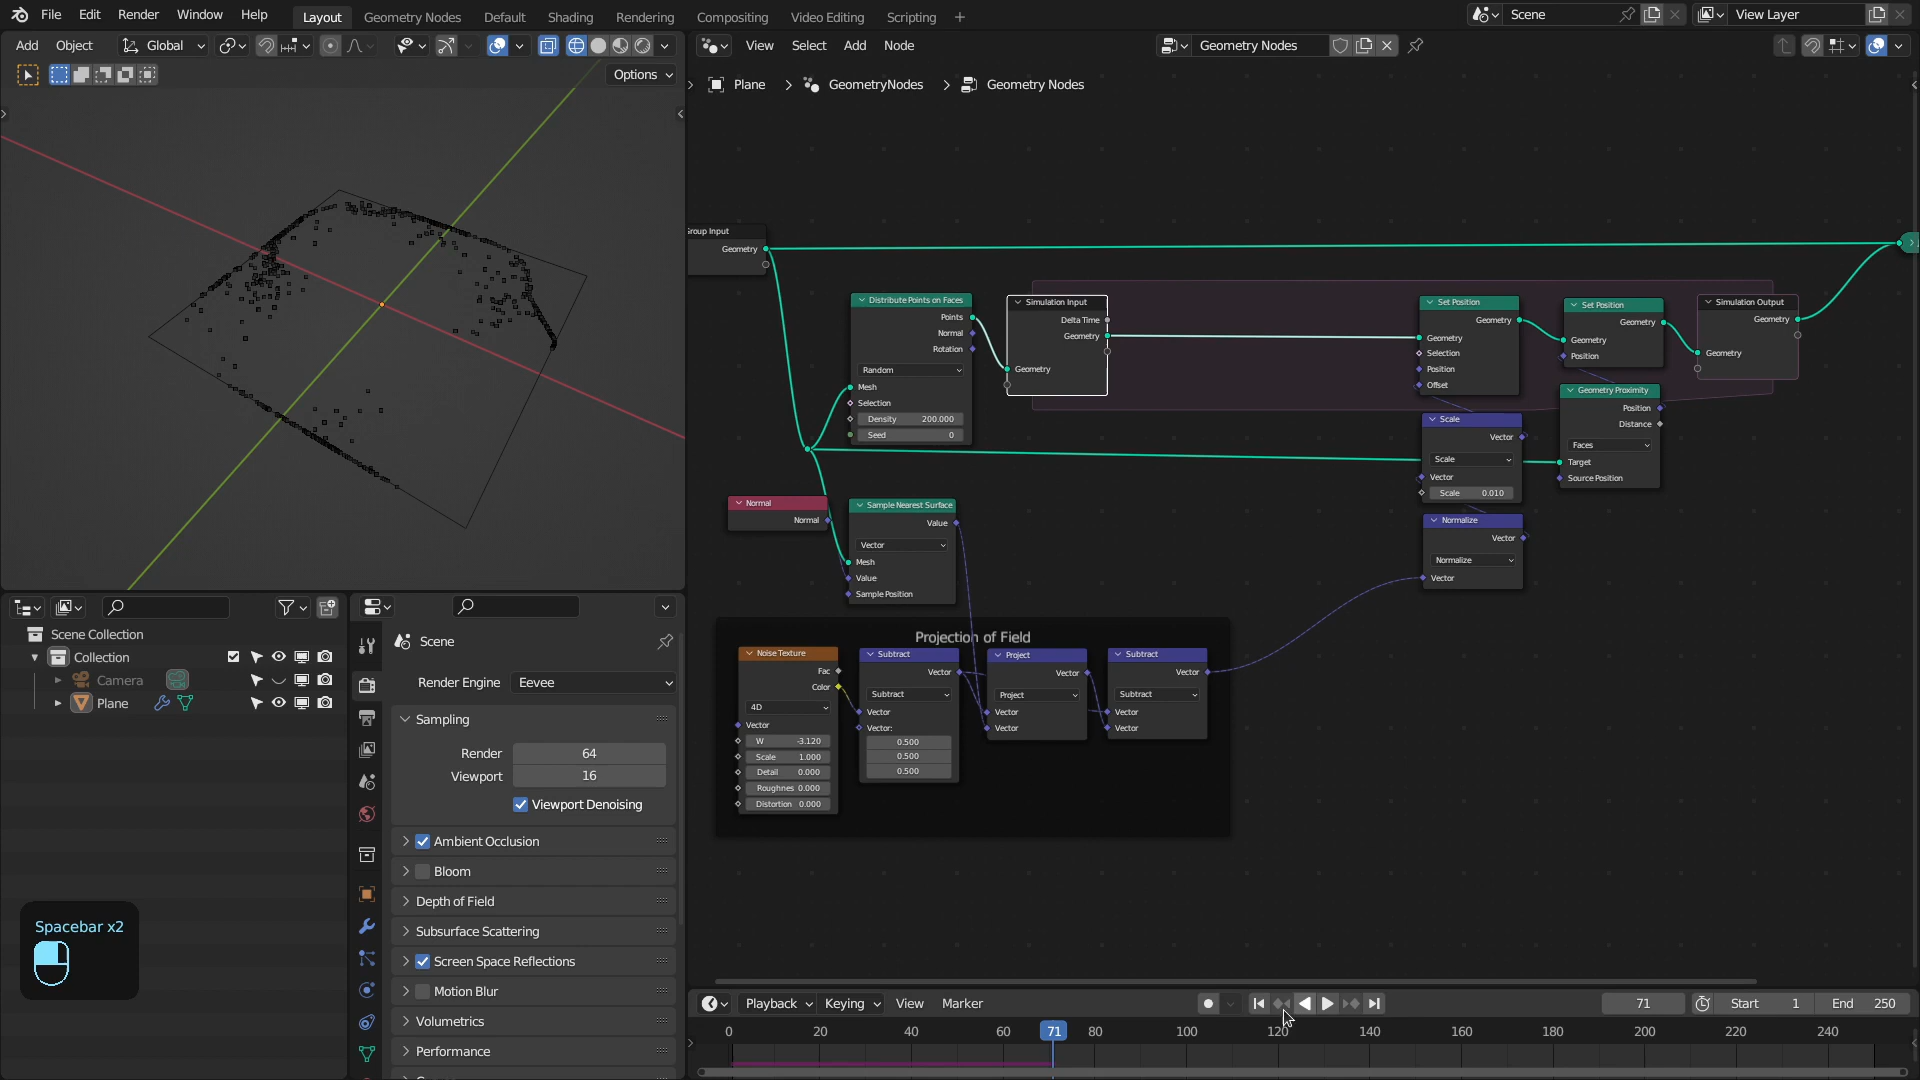 File Edit Render Window Help
Layout Geometry Nodes Default Shading Rendering Compositing Video Editing Scripting +
Scene
View Layer
Add Object Global
Options
View Select Add Node
Geometry Nodes
Plane > GeometryNodes > Geometry Nodes
Group Input
Geometry
Distribute Points on Faces
Points
Normal
Rotation
Random
Mesh
Selection
Density 200.000
Seed 0
Simulation Input
Delta Time
Geometry
Geometry
Set Position
Geometry
Geometry
Selection
Position
Offset
Set Position
Geometry
Geometry
Position
Simulation Output
Geometry
Geometry
Geometry Proximity
Position
Distance
Faces
Target
Source Position
Scale
Vector
Scale
Vector
Scale 0.010
Normalize
Vector
Normalize
Vector
Normal
Normal
Sample Nearest Surface
Value
Vector
Mesh
Value
Sample Position
Projection of Field
Noise Texture
Fac
Color
4D
Vector
W -3.120
Scale 1.000
Detail 0.000
Roughnes 0.000
Distortion 0.000
Subtract
Vector
Subtract
Vector
Vector:
0.500
0.500
0.500
Project
Vector
Project
Vector
Vector
Subtract
Vector
Subtract
Vector
Vector
Scene Collection
Collection
Camera
Plane
Spacebar x2
Scene
Render Engine Eevee
Sampling
Render 64
Viewport 16
Viewport Denoising
Ambient Occlusion
Bloom
Depth of Field
Subsurface Scattering
Screen Space Reflections
Motion Blur
Volumetrics
Performance
Playback Keying View Marker
71 Start 1 End 250
0 20 40 60 71 80 100 120 140 160 180 200 220 240